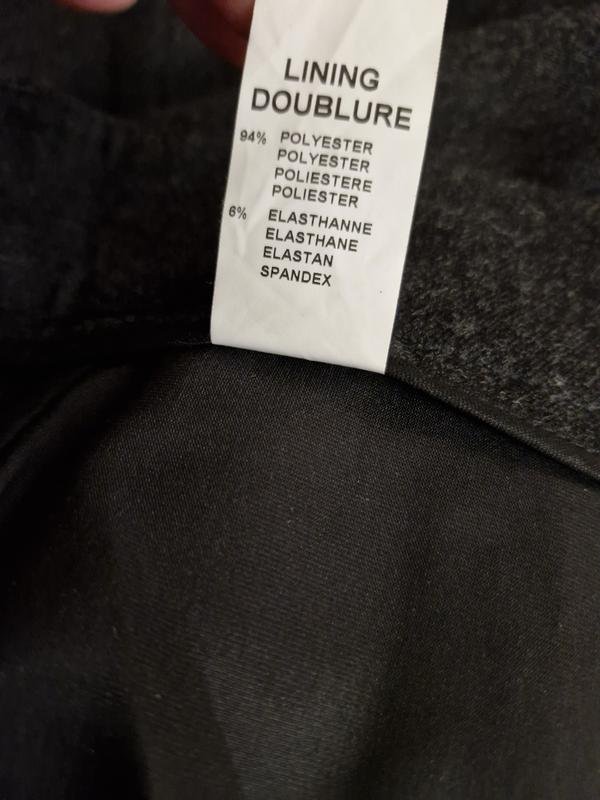 LINING
DOUBLURE
94% POLYESTER
POLYESTER
POLIESTERE
POLIESTER
6% ELASTHANNE
ELASTHANE
ELASTAN
SPANDEX